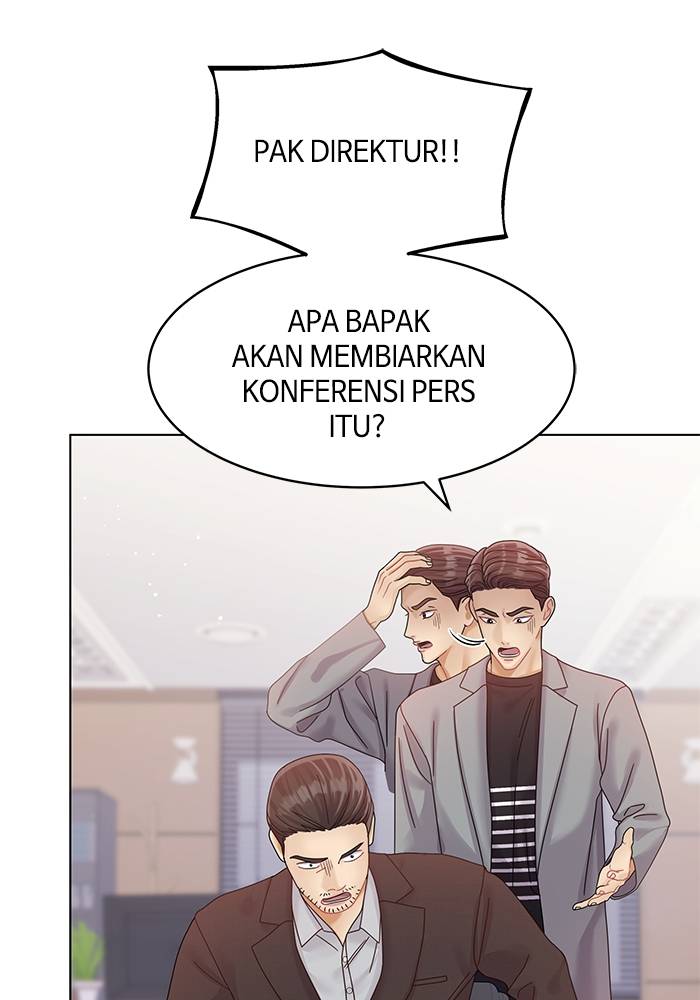 PAK DIREKTUR!!
APA BAPAK
AKAN MEMBIARKAN
KONFERENSI PERS
ITU?